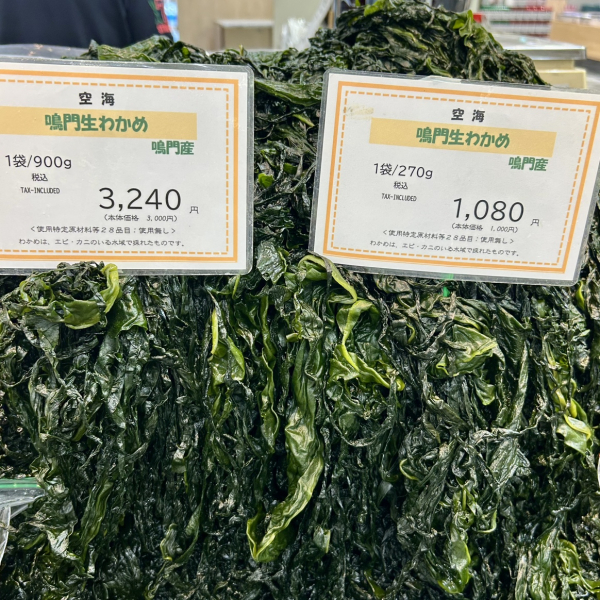 空海
鳴門生わかめ
鳴門産
1袋/900g
税込
TAX-INCLUDED
3,240円
(本体価格 3,000円)
<使用特定原材料等28品目:使用無し>
わかめは、エビ・カニのいる水域で採れたものです。
空海
鳴門生わかめ
鳴門産
1袋/270g
税込
TAX-INCLUDED
1,080円
(本体価格 1,000円)
<使用特定原材料等28品目:使用無し>
わかめは、エビ・カニのいる水域で採れたものです。